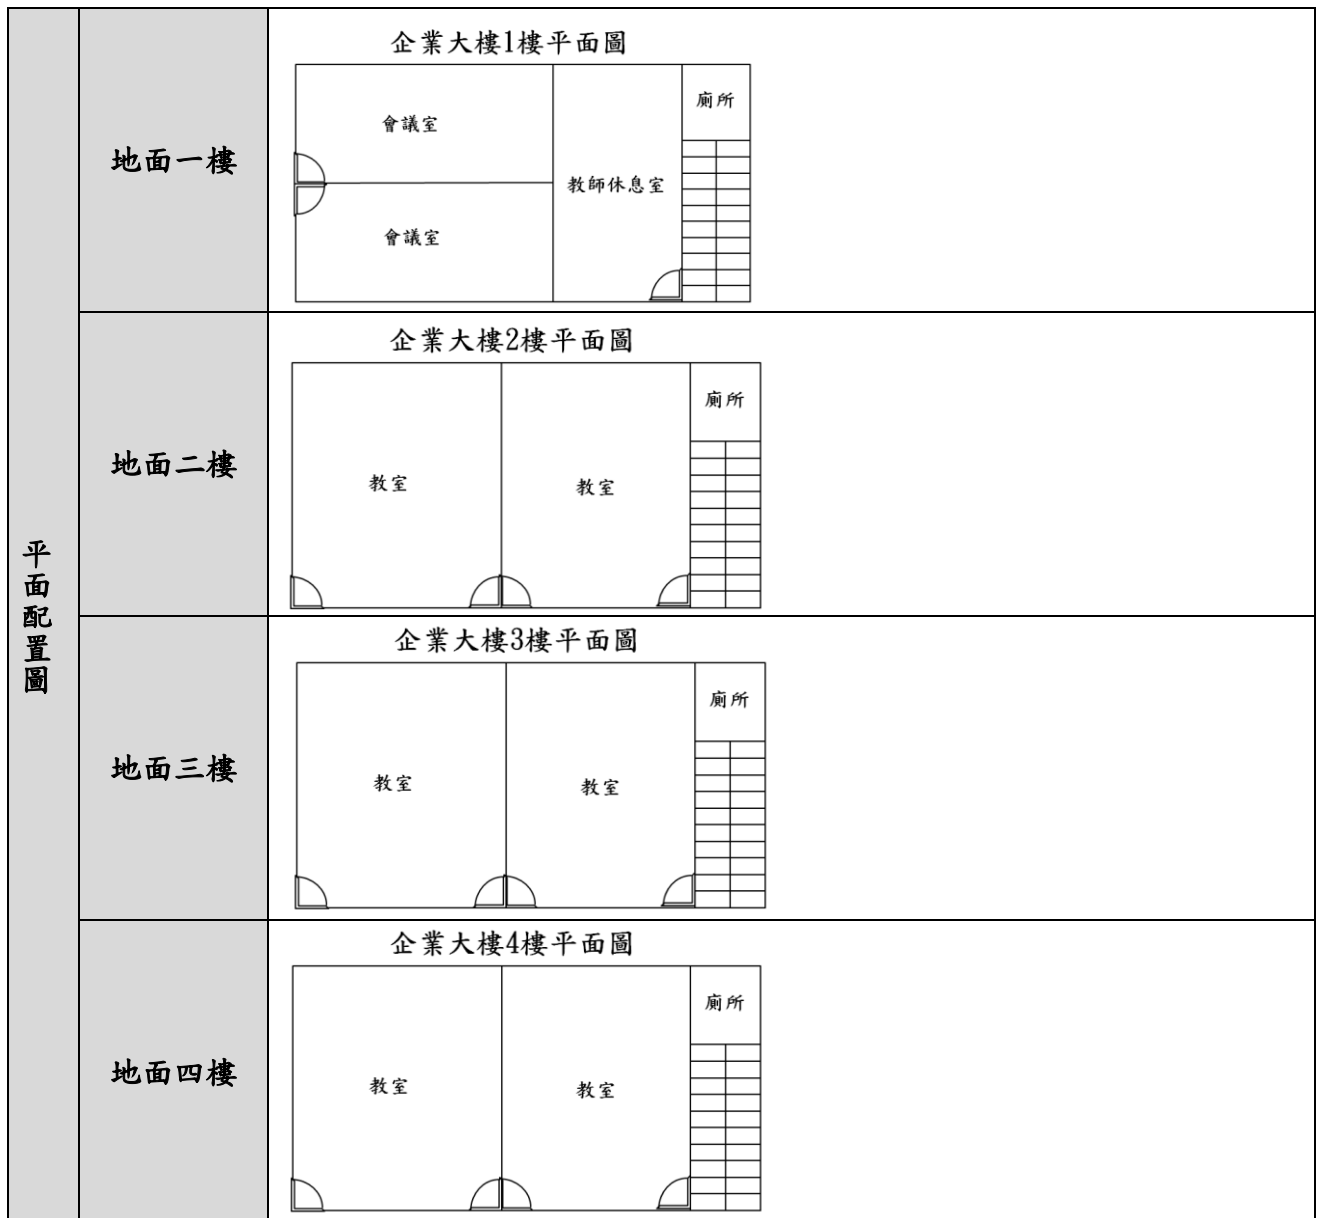 平面配置圖
地面一樓
企業大樓1樓平面圖
會議室
會議室
教師休息室
廁所
地面二樓
企業大樓2樓平面圖
教室
教室
廁所
地面三樓
企業大樓3樓平面圖
教室
教室
廁所
地面四樓
企業大樓4樓平面圖
教室
教室
廁所